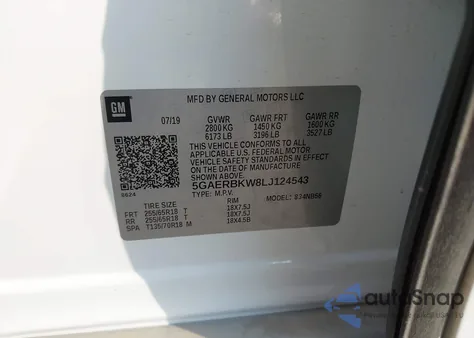 GM
MFD BY GENERAL MOTORS LLC
07/19 GVWR GAWR FRT GAWR RR
2800 KG 1450 KG 1600 KG
6173 LB 3196 LB 3527 LB
THIS VEHICLE CONFORMS TO ALL
APPLICABLE U.S. FEDERAL MOTOR
VEHICLE SAFETY AND BUMPER
STANDARDS IN EFFECT ON THE DATE
OF MANUFACTURE SHOWN ABOVE.
5GAERBKW8LJ124543
TYPE: M.P.V. MODEL:
TIRE SIZE RIM
FRT 255/65R18 T 18X7.5J
RR 255/65R18 T 18X7.5J
SPA T135/70R18 M 18X4.5B
autoSnap